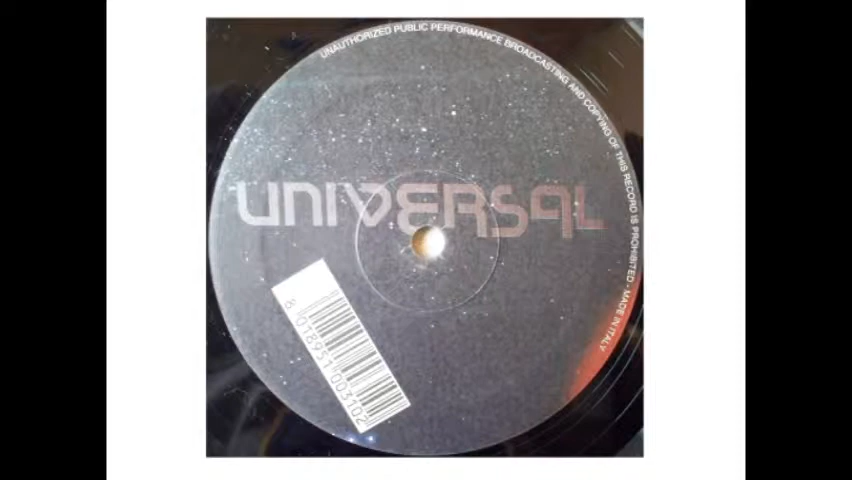 UNAUTHORIZED PUBLIC PERFORMANCE BROADCASTING AND COPYING OF THIS RECORD IS PROHIBITED - MADE IN ITALY
UNIVERSAL
8 018951 003102